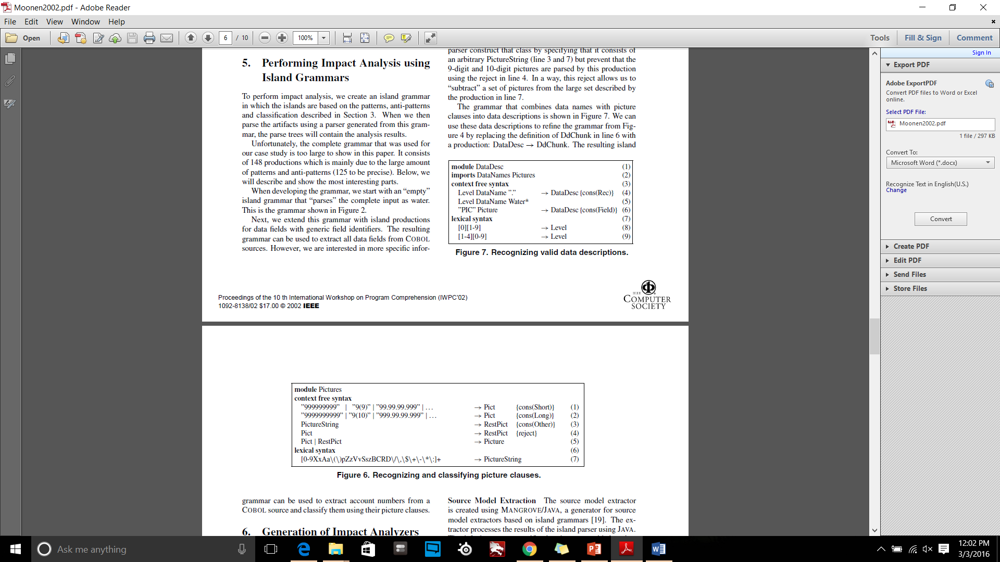 Moonen2002.pdf - Adobe Reader
File Edit View Window Help
Open 6 / 10 100% Tools Fill & Sign Comment
5. Performing Impact Analysis using
Island Grammars
To perform impact analysis, we create an island grammar
in which the islands are based on the patterns, anti-patterns
and classification described in Section 3. When we then
parse the artifacts using a parser generated from this gram-
mar, the parse trees will contain the analysis results.
Unfortunately, the complete grammar that was used for
our case study is too large to show in this paper. It consists
of 148 productions which is mainly due to the large amount
of patterns and anti-patterns (125 to be precise). Below, we
will describe and show the most interesting parts.
When developing the grammar, we start with an “empty”
island grammar that “parses” the complete input as water.
This is the grammar shown in Figure 2.
Next, we extend this grammar with island productions
for data fields with generic field identifiers. The resulting
grammar can be used to extract all data fields from COBOL
sources. However, we are interested in more specific infor-
parser construct that class by specifying that it consists of
an arbitrary PictureString (line 3 and 7) but prevent that the
9-digit and 10-digit pictures are parsed by this production
using the reject in line 4. In a way, this reject allows us to
“subtract” a set of pictures from the large set described by
the production in line 7.
The grammar that combines data names with picture
clauses into data descriptions is shown in Figure 7. We can
use these data descriptions to refine the grammar from Fig-
ure 4 by replacing the definition of DdChunk in line 6 with
a production: DataDesc → DdChunk. The resulting island
module DataDesc (1)
imports DataNames Pictures (2)
context free syntax (3)
Level DataName ”.” → DataDesc {cons(Rec)} (4)
Level DataName Water* (5)
”PIC” Picture → DataDesc {cons(Field)} (6)
lexical syntax (7)
[0][1-9] → Level (8)
[1-4][0-9] → Level (9)
Figure 7. Recognizing valid data descriptions.
Proceedings of the 10 th International Workshop on Program Comprehension (IWPC'02)
1092-8138/02 $17.00 © 2002 IEEE
IEEE
COMPUTER
SOCIETY
module Pictures
context free syntax
”999999999” | ”9(9)” | ”99.99.99.999” | … → Pict {cons(Short)} (1)
”9999999999” | ”9(10)” | ”999.99.99.999” | … → Pict {cons(Long)} (2)
PictureString → RestPict {cons(Other)} (3)
Pict → RestPict {reject} (4)
Pict | RestPict → Picture (5)
lexical syntax (6)
[0-9XxAa\(\)pZzVvSszBCRD\/\,\$\+\-\*\:]+ → PictureString (7)
Figure 6. Recognizing and classifying picture clauses.
grammar can be used to extract account numbers from a
COBOL source and classify them using their picture clauses.
6. Generation of Impact Analyzers
Source Model Extraction The source model extractor
is created using MANGROVE/JAVA, a generator for source
model extractors based on island grammars [19]. The ex-
tractor processes the results of the island parser using JAVA.
Sign In
Export PDF
Adobe ExportPDF
Convert PDF files to Word or Excel
online.
Select PDF File:
Moonen2002.pdf
1 file / 297 KB
Convert To:
Microsoft Word (*.docx)
Recognize Text in English(U.S.)
Change
Convert
Create PDF
Edit PDF
Send Files
Store Files
Ask me anything
12:02 PM
3/3/2016